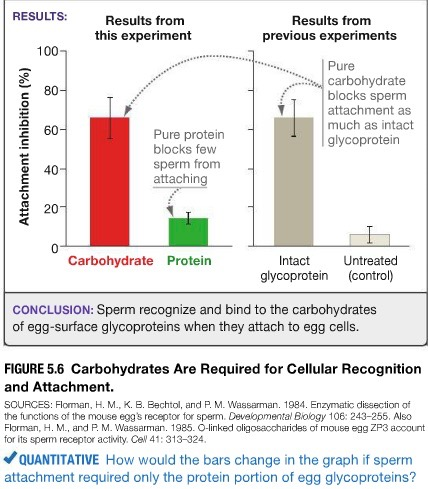 RESULTS:
Results from
this experiment
Results from
previous experiments
Attachment inhibition (%)
100
80
60
40
20
0
Pure protein
blocks few
sperm from
attaching
Pure
carbohydrate
blocks sperm
attachment as
much as intact
glycoprotein
Carbohydrate
Protein
Intact
glycoprotein
Untreated
(control)
CONCLUSION: Sperm recognize and bind to the carbohydrates
of egg-surface glycoproteins when they attach to egg cells.
FIGURE 5.6 Carbohydrates Are Required for Cellular Recognition
and Attachment.
SOURCES: Florman, H. M., K. B. Bechtol, and P. M. Wassarman. 1984. Enzymatic dissection of
the functions of the mouse egg's receptor for sperm. Developmental Biology 106: 243–255. Also
Florman, H. M., and P. M. Wassarman. 1985. O-linked oligosaccharides of mouse egg ZP3 account
for its sperm receptor activity. Cell 41: 313–324.
✔QUANTITATIVE How would the bars change in the graph if sperm
attachment required only the protein portion of egg glycoproteins?